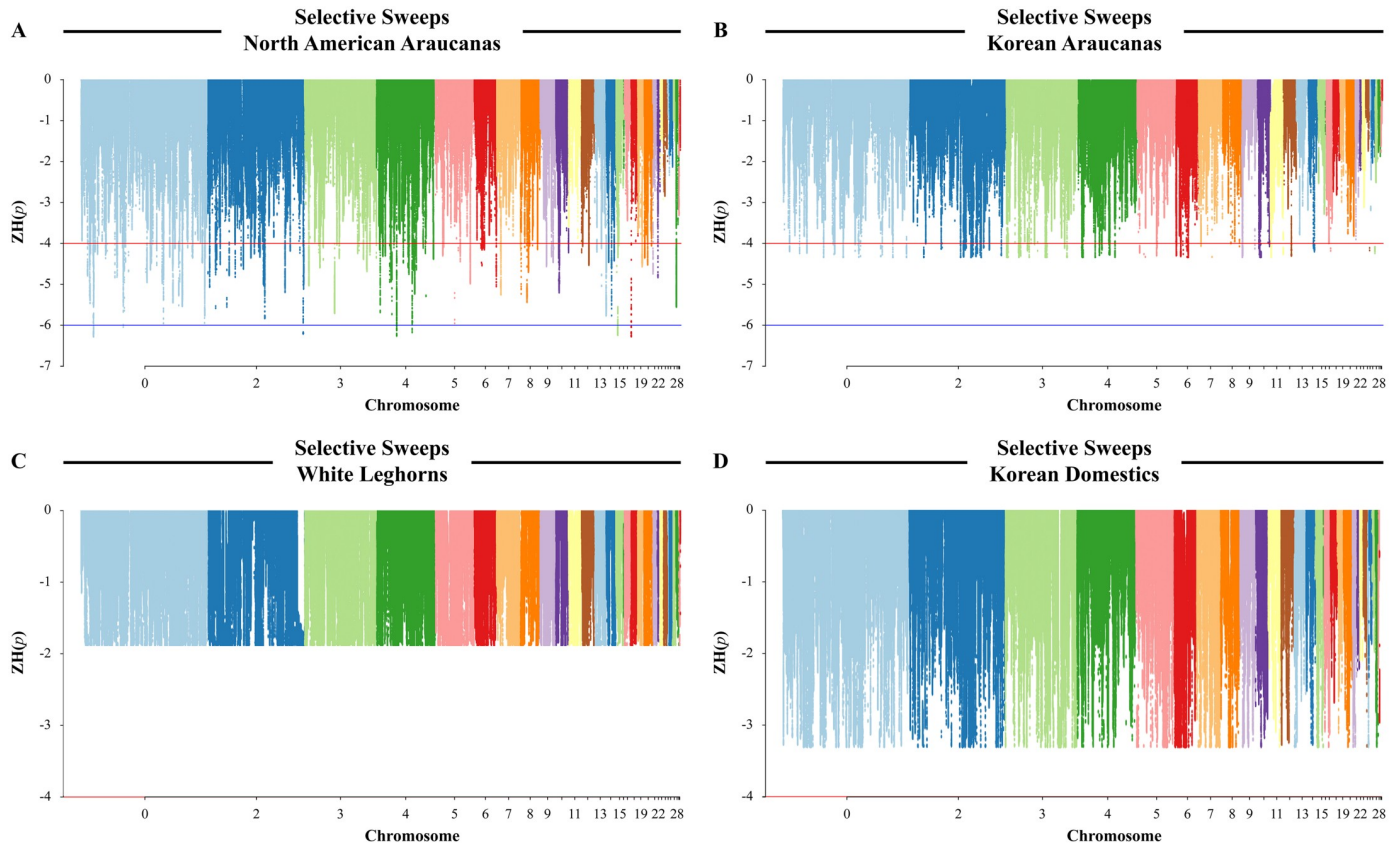 A
Selective Sweeps
North American Araucanas
0
-1
-2
-3
-4
-5
-6
-7
ZH(p)
0 2 3 4 5 6 7 8 9 11 13 15 19 22 28
Chromosome
B
Selective Sweeps
Korean Araucanas
0
-1
-2
-3
-4
-5
-6
-7
ZH(p)
0 2 3 4 5 6 7 8 9 11 13 15 19 22 28
Chromosome
C
Selective Sweeps
White Leghorns
0
-1
-2
-3
-4
ZH(p)
0 2 3 4 5 6 7 8 9 11 13 15 19 22 28
Chromosome
D
Selective Sweeps
Korean Domestics
0
-1
-2
-3
-4
ZH(p)
0 2 3 4 5 6 7 8 9 11 13 15 19 22 28
Chromosome